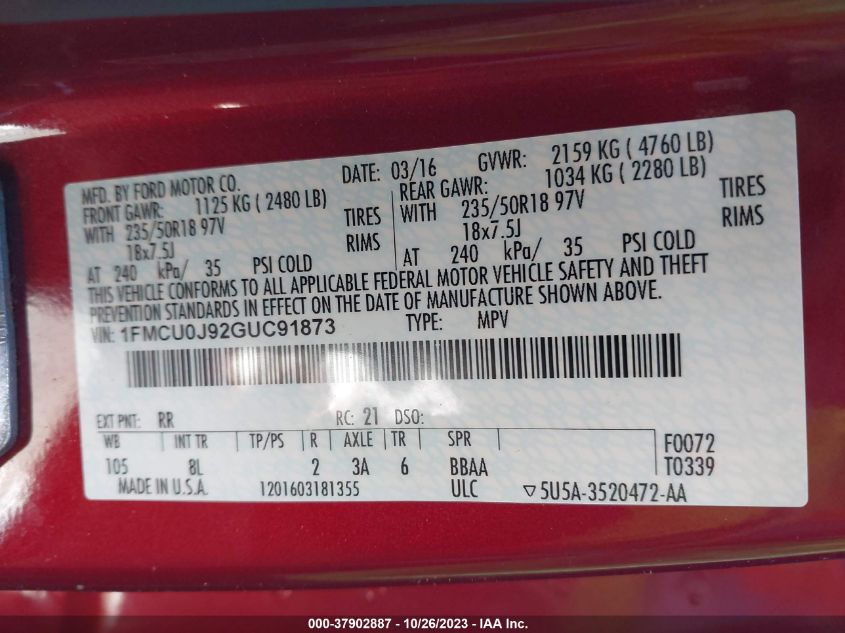 MFD. BY FORD MOTOR CO. DATE: 03/16 GVWR: 2159 KG ( 4760 LB)
FRONT GAWR: 1125 KG ( 2480 LB) REAR GAWR: 1034 KG ( 2280 LB)
WITH 235/50R18 97V TIRES WITH 235/50R18 97V TIRES
18x7.5J RIMS 18x7.5J RIMS
AT 240 kPa/ 35 PSI COLD AT 240 kPa/ 35 PSI COLD
THIS VEHICLE CONFORMS TO ALL APPLICABLE FEDERAL MOTOR VEHICLE SAFETY AND THEFT
PREVENTION STANDARDS IN EFFECT ON THE DATE OF MANUFACTURE SHOWN ABOVE.
VIN: 1FMCU0J92GUC91873 TYPE: MPV
EXT PNT: RR RC: 21 DSO:
WB INT TR TP/PS R AXLE TR SPR F0072
105 8L 2 3A 6 BBAA T0339
MADE IN U.S.A. 1201603181355 ULC ▽5U5A-3520472-AA
000-37902887 - 10/26/2023 - IAA Inc.